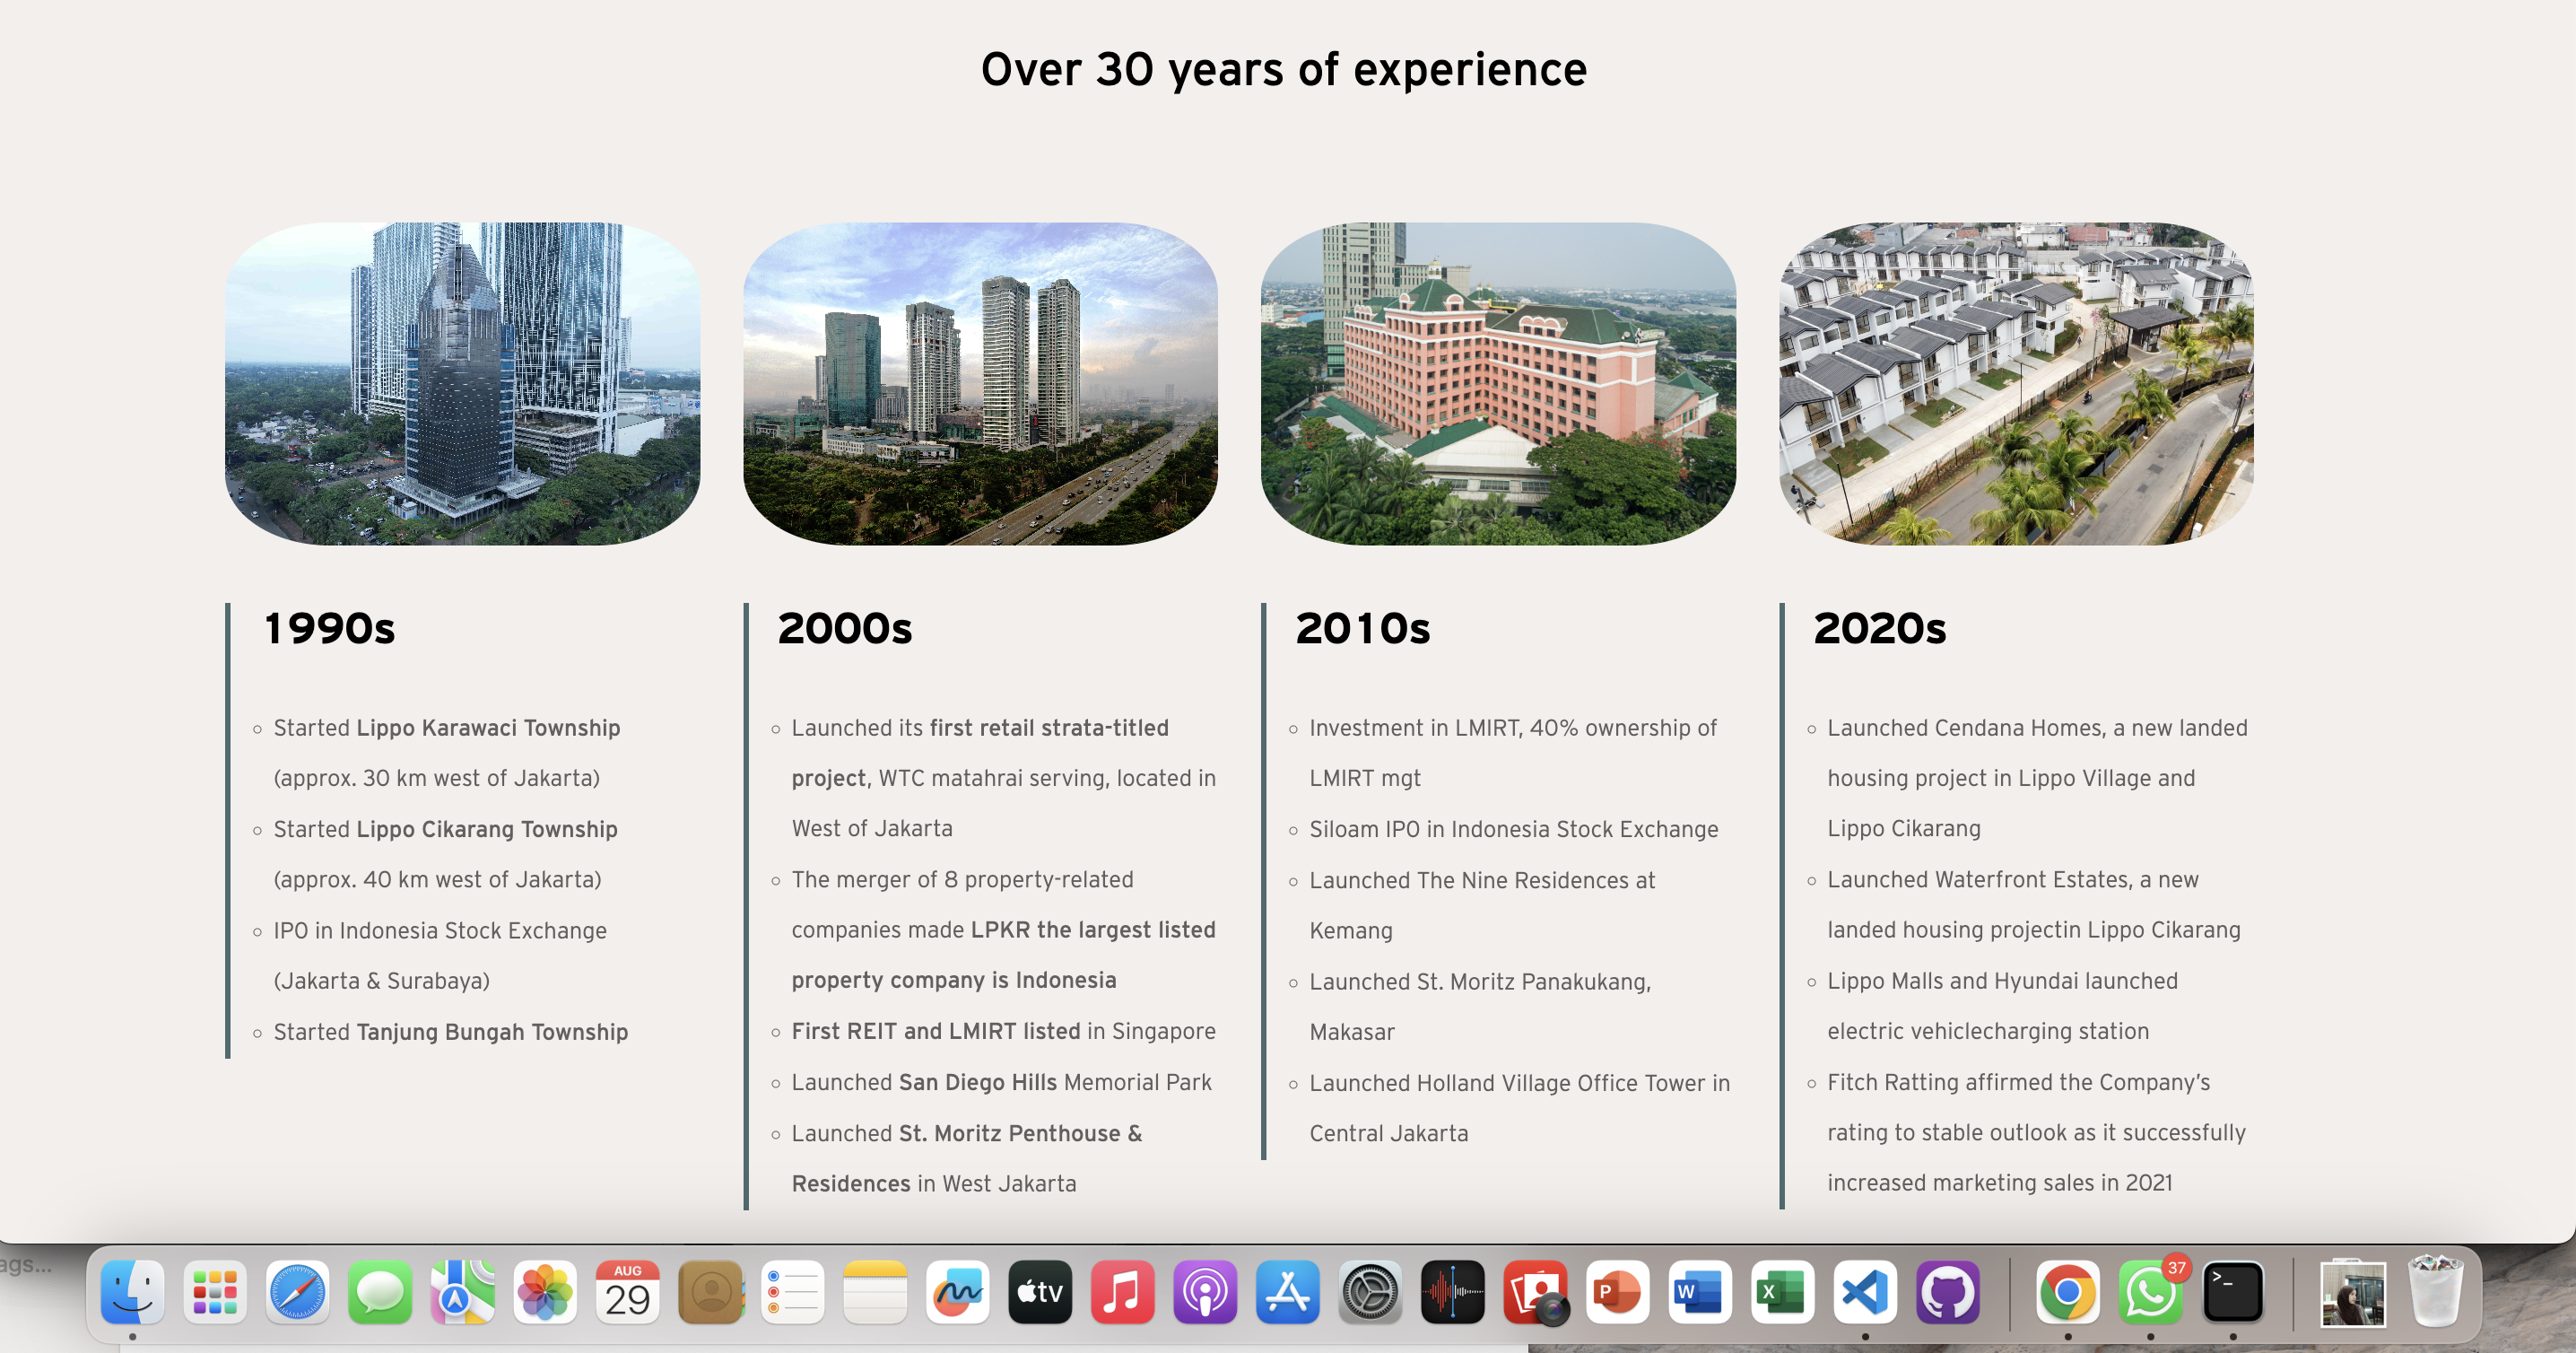 Over 30 years of experience
1990s
Started Lippo Karawaci Township
(approx. 30 km west of Jakarta)
Started Lippo Cikarang Township
(approx. 40 km west of Jakarta)
IPO in Indonesia Stock Exchange
(Jakarta & Surabaya)
Started Tanjung Bungah Township
2000s
Launched its first retail strata-titled
project, WTC matahrai serving, located in
West of Jakarta
The merger of 8 property-related
companies made LPKR the largest listed
property company is Indonesia
First REIT and LMIRT listed in Singapore
Launched San Diego Hills Memorial Park
Launched St. Moritz Penthouse &
Residences in West Jakarta
2010s
Investment in LMIRT, 40% ownership of
LMIRT mgt
Siloam IPO in Indonesia Stock Exchange
Launched The Nine Residences at
Kemang
Launched St. Moritz Panakukang,
Makasar
Launched Holland Village Office Tower in
Central Jakarta
2020s
Launched Cendana Homes, a new landed
housing project in Lippo Village and
Lippo Cikarang
Launched Waterfront Estates, a new
landed housing projectin Lippo Cikarang
Lippo Malls and Hyundai launched
electric vehiclecharging station
Fitch Ratting affirmed the Company’s
rating to stable outlook as it successfully
increased marketing sales in 2021
ags...
AUG
29
tv
P
W
X
37
>_